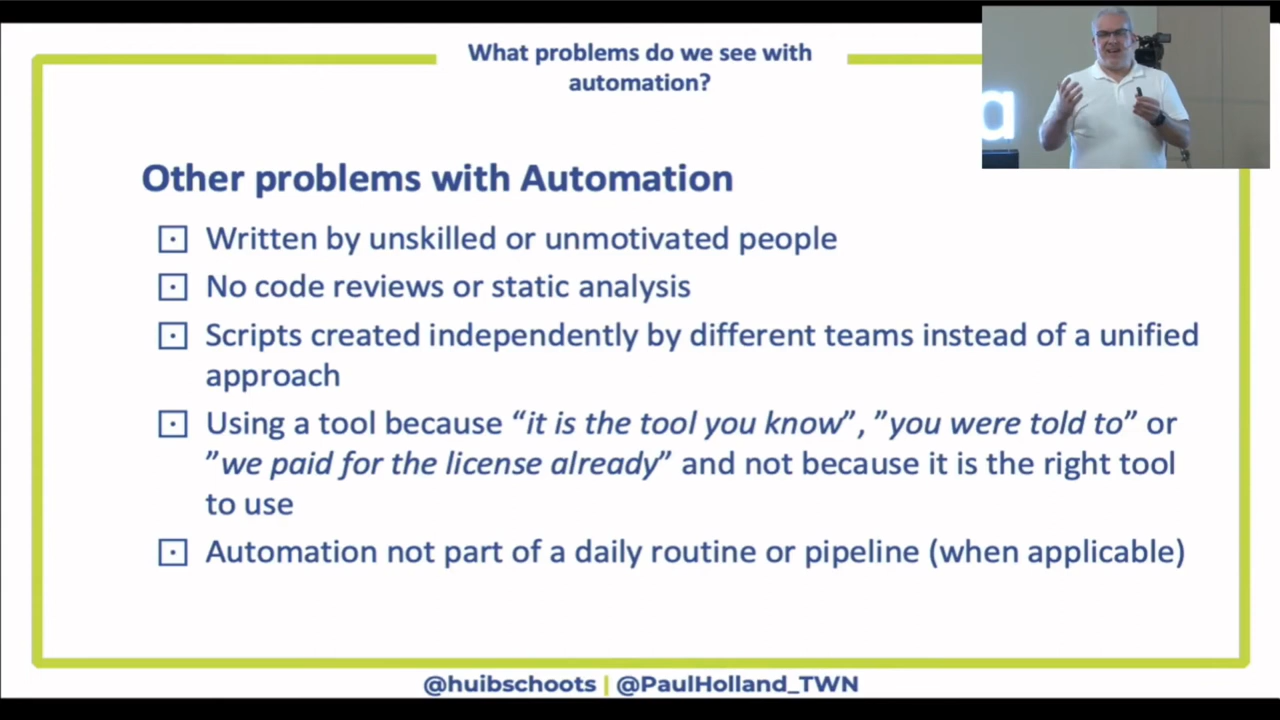 What problems do we see with
automation?
Other problems with Automation
Written by unskilled or unmotivated people
No code reviews or static analysis
Scripts created independently by different teams instead of a unified
approach
Using a tool because “it is the tool you know”, ”you were told to” or
”we paid for the license already” and not because it is the right tool
to use
Automation not part of a daily routine or pipeline (when applicable)
@huibschoots | @PaulHolland_TWN